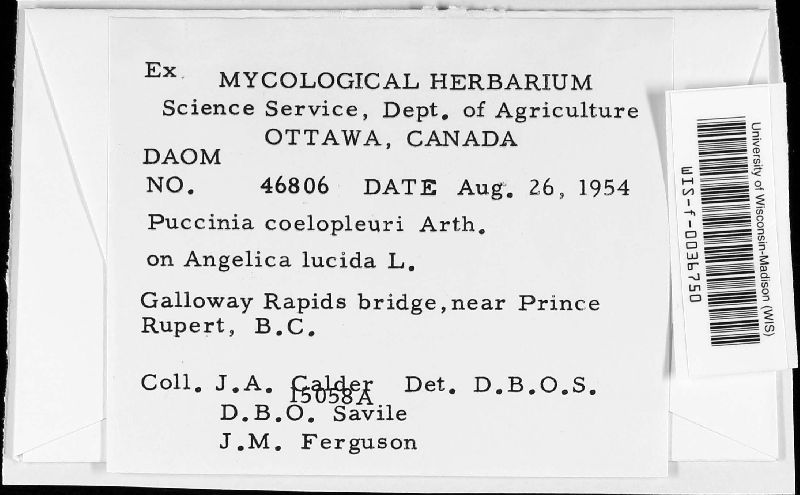 Ex MYCOLOGICAL HERBARIUM
Science Service, Dept. of Agriculture
OTTAWA, CANADA
DAOM
NO. 46806 DATE Aug. 26, 1954
Puccinia coelopleuri Arth.
on Angelica lucida L.
Galloway Rapids bridge, near Prince
Rupert, B.C.
Coll. J.A. Calder Det. D.B.O.S.
15058A
D.B.O. Savile
J.M. Ferguson
University of Wisconsin-Madison (WIS)
WIS-f-0036750